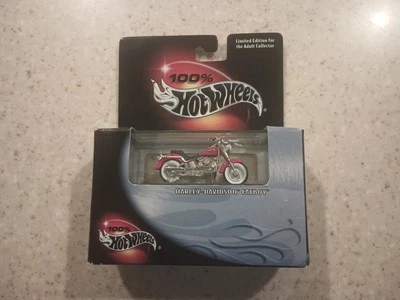 Limited Edition for
the Adult Collector
100%
HOT WHEELS
HARLEY-DAVIDSON FATBOY
100%
HOT WHEELS